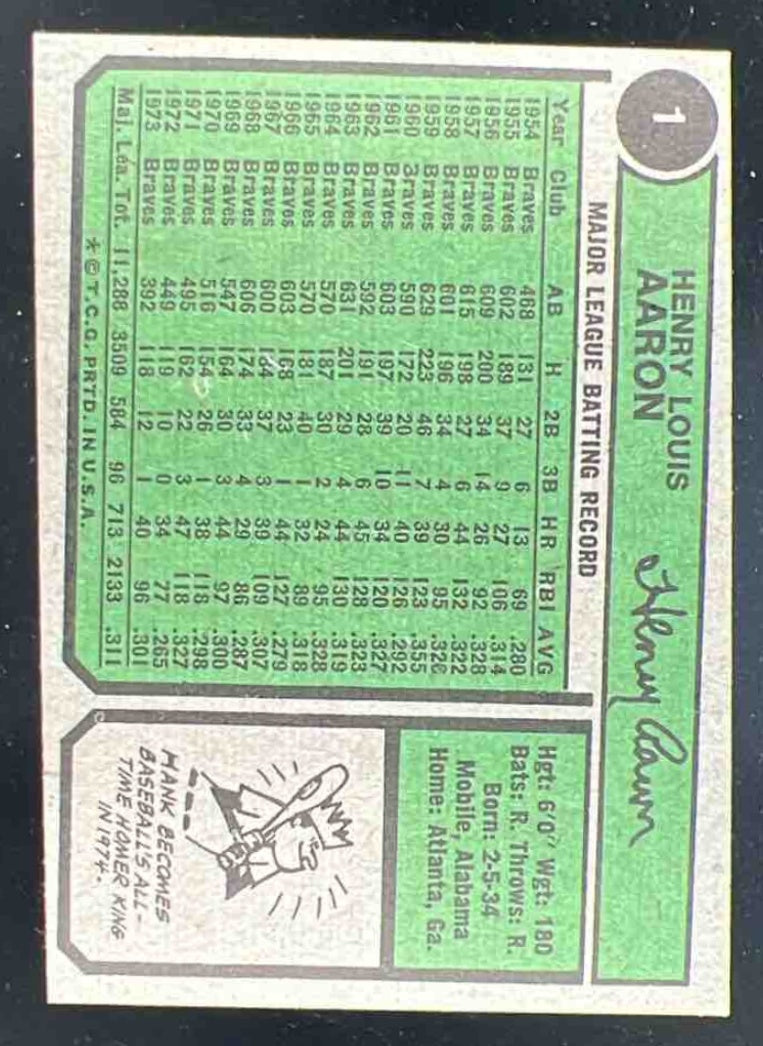 1
HENRY LOUIS
AARON
Henry Aaron
MAJOR LEAGUE BATTING RECORD
Year Club AB H 2B 3B HR RBI AVG
1954 Braves 468 131 27 6 13 69 .280
1955 Braves 602 189 37 9 27 106 .314
1956 Braves 609 200 34 14 26 92 .328
1957 Braves 615 198 27 6 44 132 .322
1958 Braves 601 196 34 4 30 95 .326
1959 Braves 629 223 46 7 39 123 .355
1960 Braves 590 172 20 11 40 126 .292
1961 Braves 603 197 39 10 34 120 .327
1962 Braves 592 191 28 6 45 128 .323
1963 Braves 631 201 29 4 44 130 .319
1964 Braves 570 187 30 2 24 95 .328
1965 Braves 570 181 40 1 32 89 .318
1966 Braves 603 168 23 1 44 127 .279
1967 Braves 600 184 37 3 39 109 .307
1968 Braves 606 174 33 4 29 86 .287
1969 Braves 547 164 30 3 44 97 .300
1970 Braves 516 154 26 1 38 118 .298
1971 Braves 495 162 22 3 47 118 .327
1972 Braves 449 119 10 0 34 77 .265
1973 Braves 392 118 12 1 40 96 .301
Maj. Lea. Tot. 11,288 3509 584 96 713 2133 .311
* © T.C.G. PRTD. IN U.S.A.
Hgt: 6'0" Wgt: 180
Bats: R. Throws: R.
Born: 2-5-34
Mobile, Alabama
Home: Atlanta, Ga.
HANK BECOMES
BASEBALL'S ALL-
TIME HOMER KING
IN 1974.